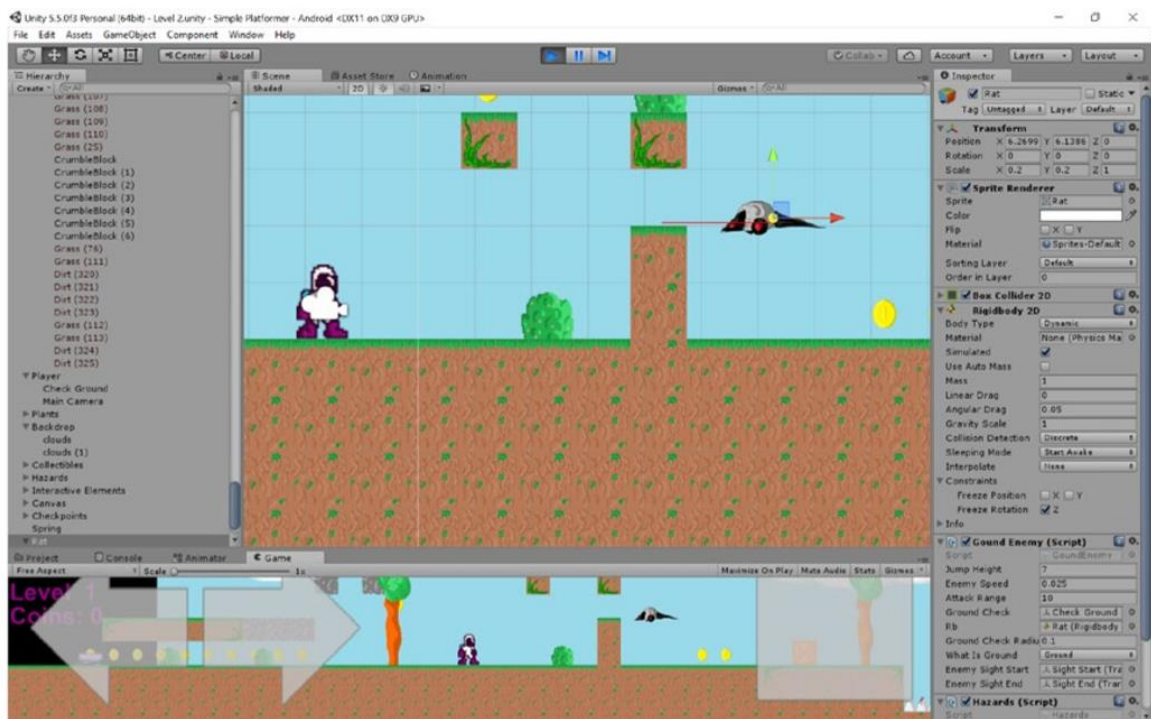 Unity 5.5.0f3 Personal (64bit) - Level 2.unity - Simple Platformer - Android <DX11 on DX9 GPU>
File Edit Assets GameObject Component Window Help
Center Local Collab Account Layers Layout
Hierarchy
Create All
Grass (107)
Grass (108)
Grass (109)
Grass (110)
Grass (25)
CrumbleBlock
CrumbleBlock (1)
CrumbleBlock (2)
CrumbleBlock (3)
CrumbleBlock (4)
CrumbleBlock (5)
CrumbleBlock (6)
Grass (76)
Grass (111)
Dirt (320)
Dirt (321)
Dirt (322)
Dirt (323)
Grass (112)
Grass (113)
Dirt (324)
Dirt (325)
Player
Check Ground
Main Camera
Plants
Backdrop
clouds
clouds (1)
Collectibles
Hazards
Interactive Elements
Canvas
Checkpoints
Spring
Rat
Scene Asset Store Animation
Shaded 2D Gizmos All
Project Console Animator Game
Free Aspect Scale 1x Maximize On Play Mute Audio Stats Gizmos
Level: 1
Coins: 0
Inspector
Rat Static
Tag Untagged Layer Default
Transform
Position X 6.2699 Y 6.1386 Z 0
Rotation X 0 Y 0 Z 0
Scale X 0.2 Y 0.2 Z 1
Sprite Renderer
Sprite Rat
Color
Flip X Y
Material Sprites-Default
Sorting Layer Default
Order in Layer 0
Box Collider 2D
Rigidbody 2D
Body Type Dynamic
Material None (Physics Ma
Simulated
Use Auto Mass
Mass 1
Linear Drag 0
Angular Drag 0.05
Gravity Scale 1
Collision Detection Discrete
Sleeping Mode Start Awake
Interpolate None
Constraints
Freeze Position X Y
Freeze Rotation Z
Info
Gound Enemy (Script)
Script GoundEnemy
Jump Height 7
Enemy Speed 0.025
Attack Range 10
Ground Check Check Ground
Rb Rat (Rigidbody
Ground Check Radiu 0.1
What Is Ground Ground
Enemy Sight Start Sight Start (Tra
Enemy Sight End Sight End (Tran
Hazards (Script)
Script Hazards